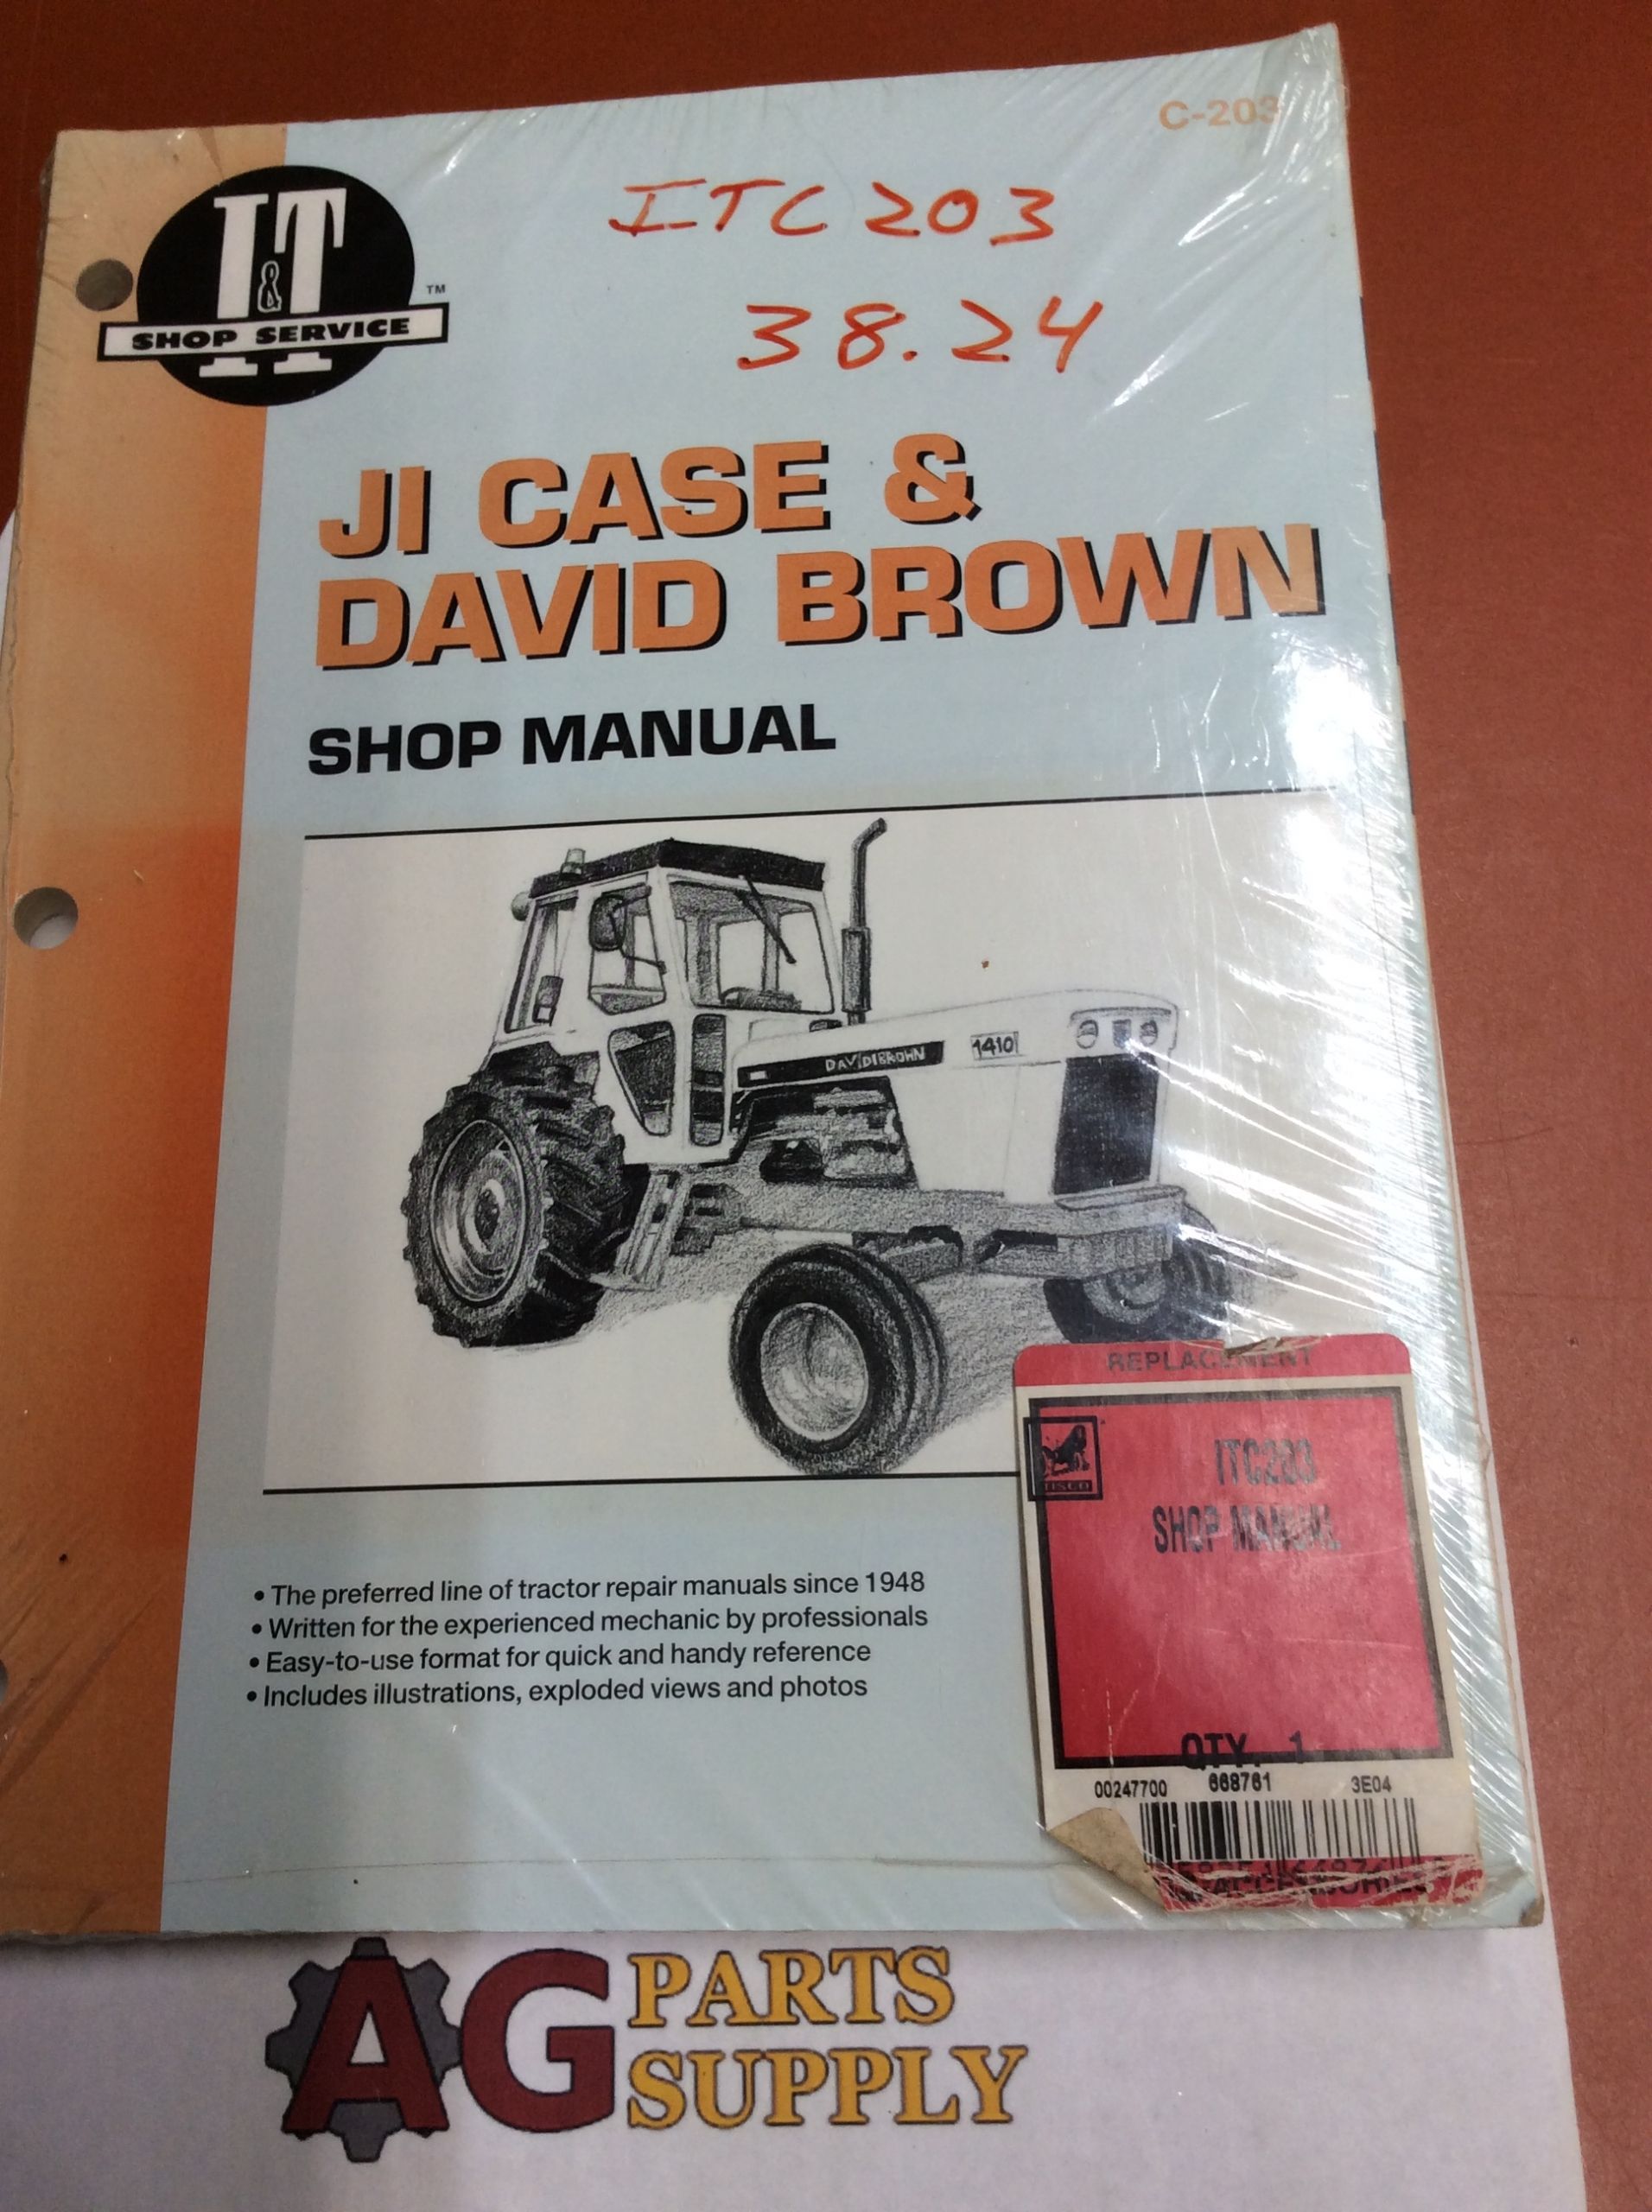 C-203
ITC 203
38.24
I&T
TM
SHOP SERVICE
JI CASE &
DAVID BROWN
SHOP MANUAL
DAVID BROWN
1410
• The preferred line of tractor repair manuals since 1948
• Written for the experienced mechanic by professionals
• Easy-to-use format for quick and handy reference
• Includes illustrations, exploded views and photos
REPLACEMENT
TISCO
ITC203
SHOP MANUAL
QTY. 1
00247700 668761 3E04
AG PARTS
SUPPLY